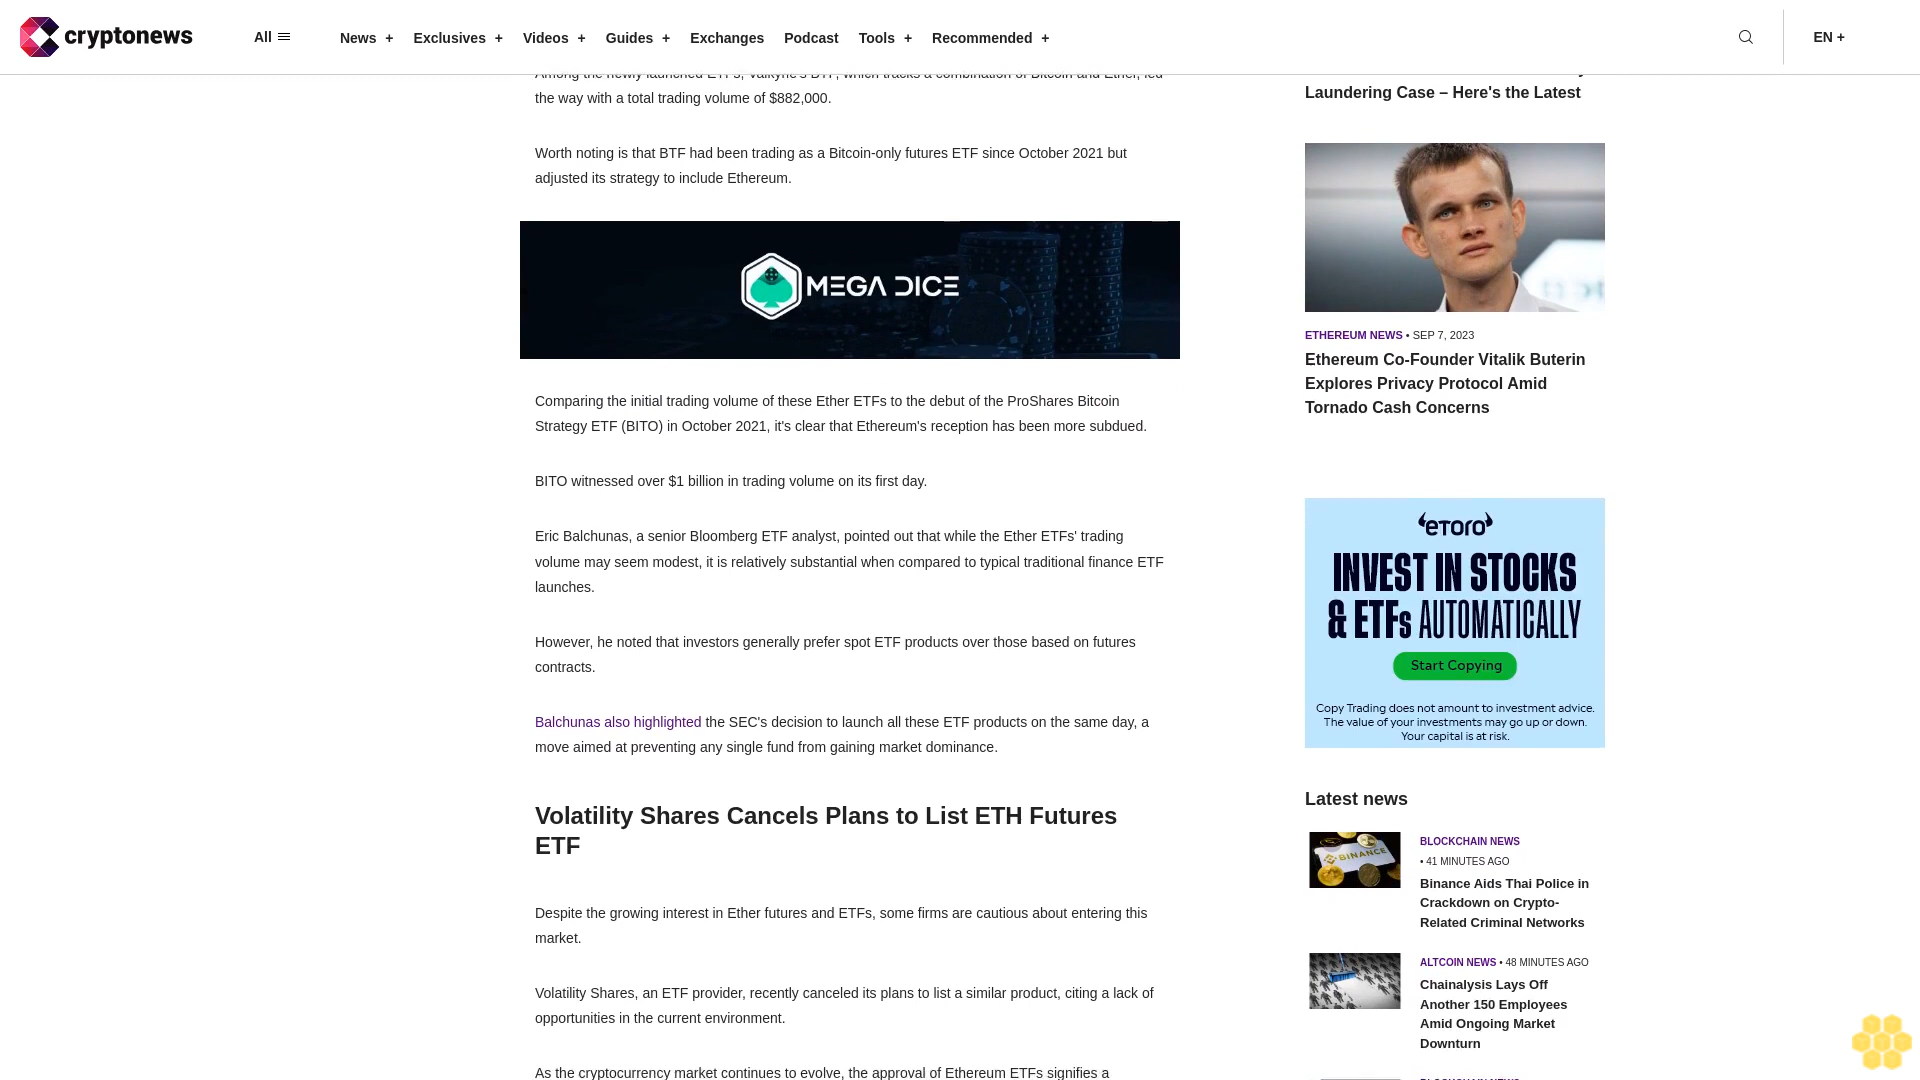 cryptonews
All
News +
Exclusives +
Videos +
Guides +
Exchanges
Podcast
Tools +
Recommended +
EN +
Among the newly launched ETFs, Valkyrie's BTF, which tracks a combination of Bitcoin and Ether, led
the way with a total trading volume of $882,000.
Worth noting is that BTF had been trading as a Bitcoin-only futures ETF since October 2021 but
adjusted its strategy to include Ethereum.
MEGA DICE
Comparing the initial trading volume of these Ether ETFs to the debut of the ProShares Bitcoin
Strategy ETF (BITO) in October 2021, it's clear that Ethereum's reception has been more subdued.
BITO witnessed over $1 billion in trading volume on its first day.
Eric Balchunas, a senior Bloomberg ETF analyst, pointed out that while the Ether ETFs' trading
volume may seem modest, it is relatively substantial when compared to typical traditional finance ETF
launches.
However, he noted that investors generally prefer spot ETF products over those based on futures
contracts.
Balchunas also highlighted the SEC's decision to launch all these ETF products on the same day, a
move aimed at preventing any single fund from gaining market dominance.
Volatility Shares Cancels Plans to List ETH Futures
ETF
Despite the growing interest in Ether futures and ETFs, some firms are cautious about entering this
market.
Volatility Shares, an ETF provider, recently canceled its plans to list a similar product, citing a lack of
opportunities in the current environment.
As the cryptocurrency market continues to evolve, the approval of Ethereum ETFs signifies a
Laundering Case – Here's the Latest
ETHEREUM NEWS • SEP 7, 2023
Ethereum Co-Founder Vitalik Buterin
Explores Privacy Protocol Amid
Tornado Cash Concerns
eToro
INVEST IN STOCKS
& ETFs AUTOMATICALLY
Start Copying
Copy Trading does not amount to investment advice.
The value of your investments may go up or down.
Your capital is at risk.
Latest news
BINANCE
BLOCKCHAIN NEWS
• 41 MINUTES AGO
Binance Aids Thai Police in
Crackdown on Crypto-
Related Criminal Networks
ALTCOIN NEWS • 48 MINUTES AGO
Chainalysis Lays Off
Another 150 Employees
Amid Ongoing Market
Downturn